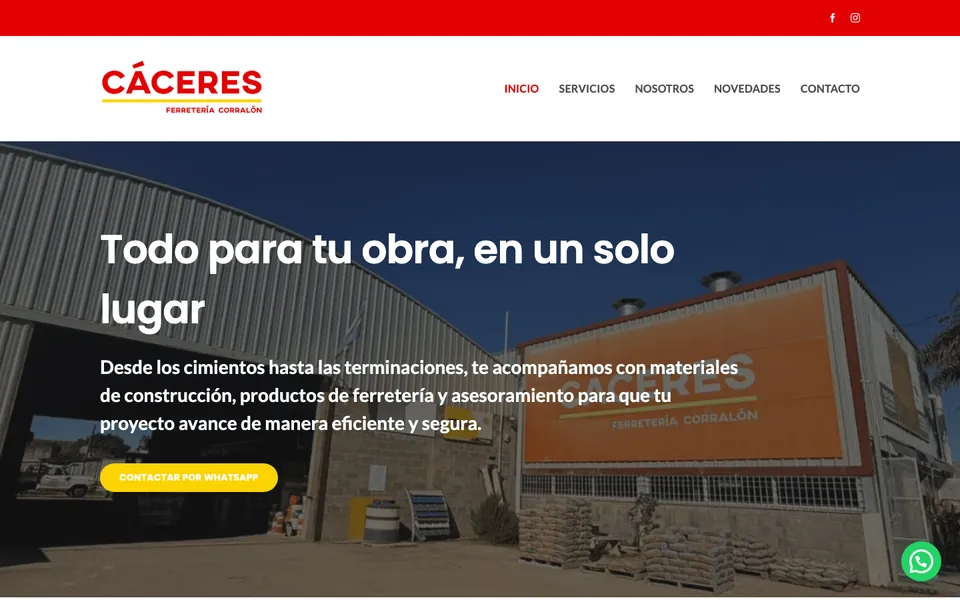 CÁCERES
FERRETERÍA CORRALÓN
INICIO
SERVICIOS
NOSOTROS
NOVEDADES
CONTACTO
Todo para tu obra, en un solo
lugar
Desde los cimientos hasta las terminaciones, te acompañamos con materiales
de construcción, productos de ferretería y asesoramiento para que tu
proyecto avance de manera eficiente y segura.
CONTACTAR POR WHATSAPP
CÁCERES
FERRETERÍA CORRALÓN